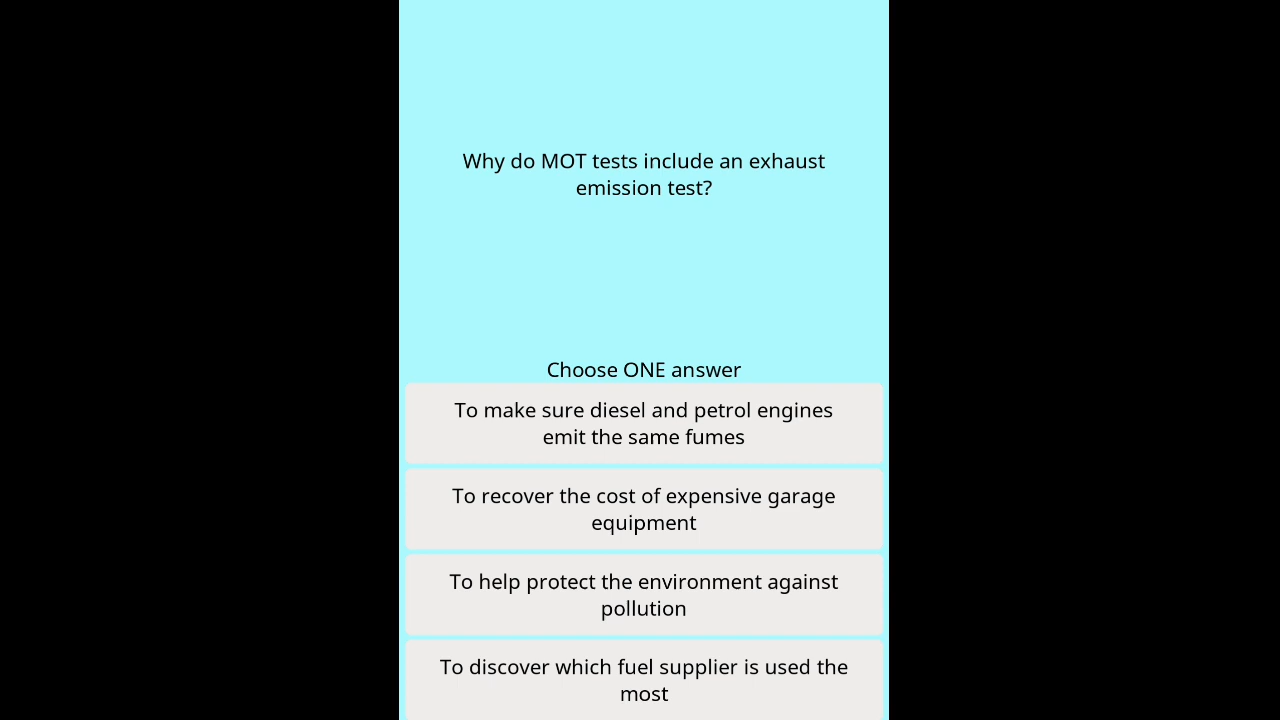 Why do MOT tests include an exhaust
emission test?
Choose ONE answer
To make sure diesel and petrol engines
emit the same fumes
To recover the cost of expensive garage
equipment
To help protect the environment against
pollution
To discover which fuel supplier is used the
most